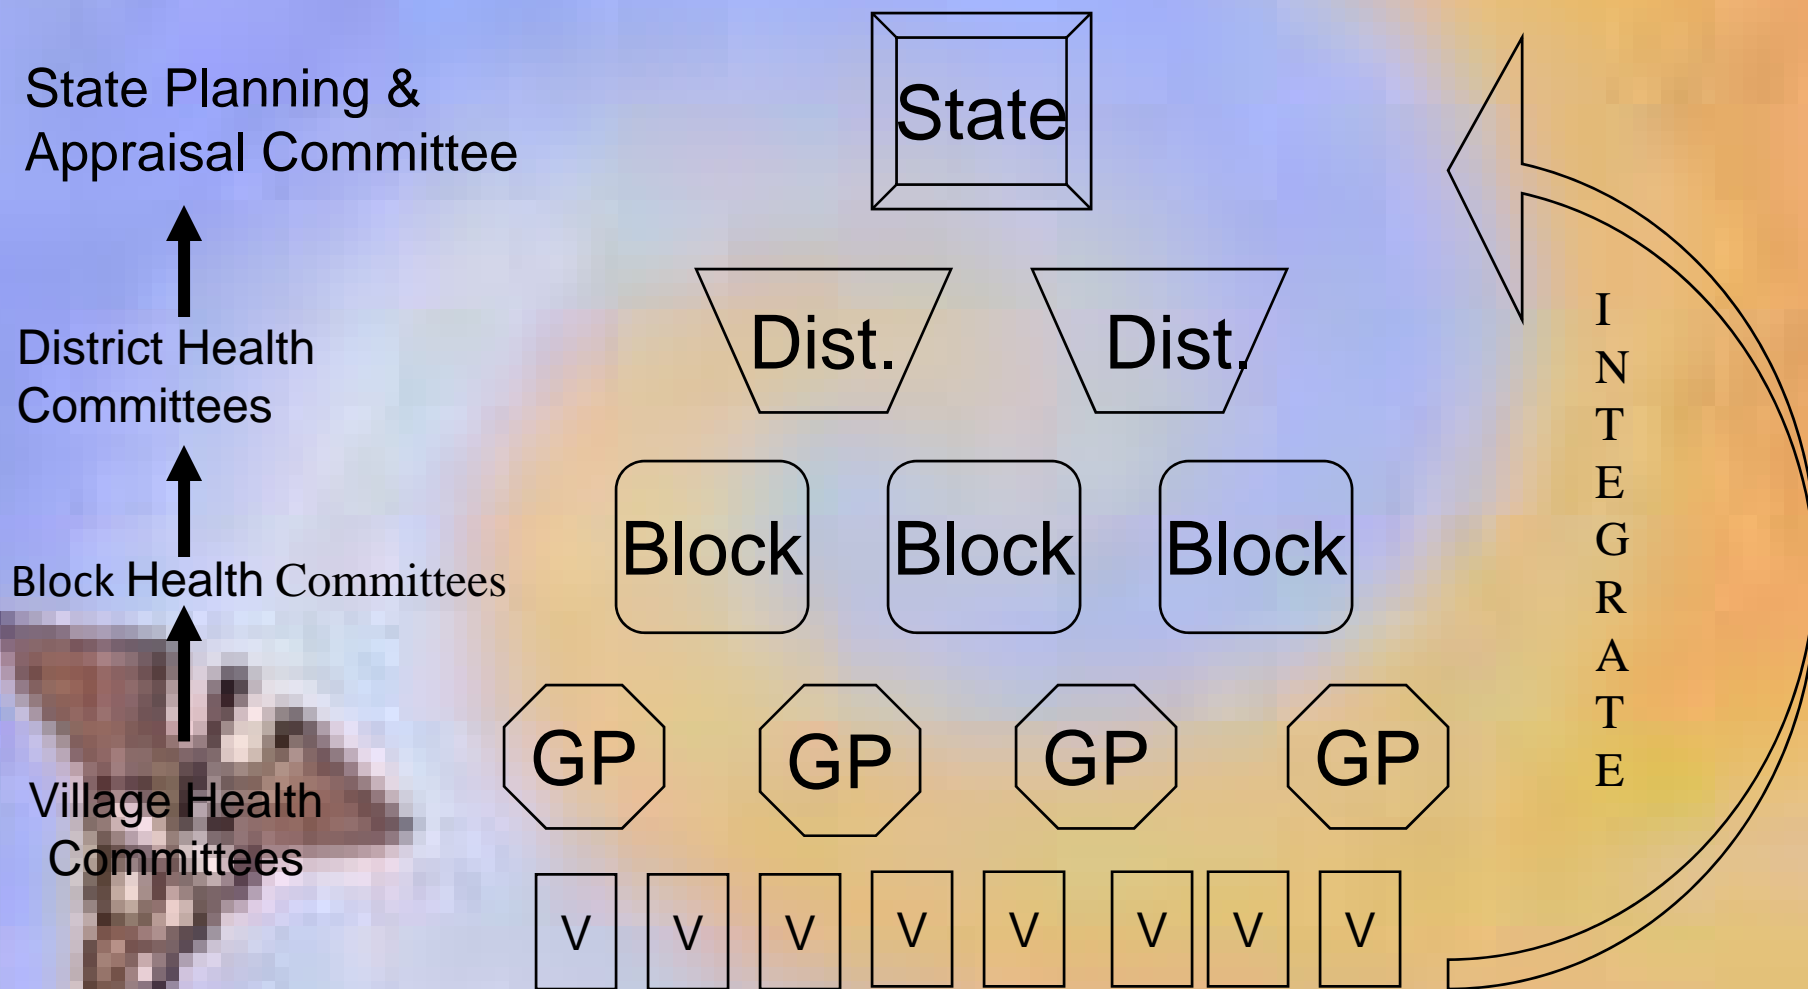 State Planning &
Appraisal Committee
District Health
Committees
Block Health Committees
Village Health
Committees
State
Dist. Dist.
Block Block Block
GP GP GP GP
V V V V V V V V
I
N
T
E
G
R
A
T
E